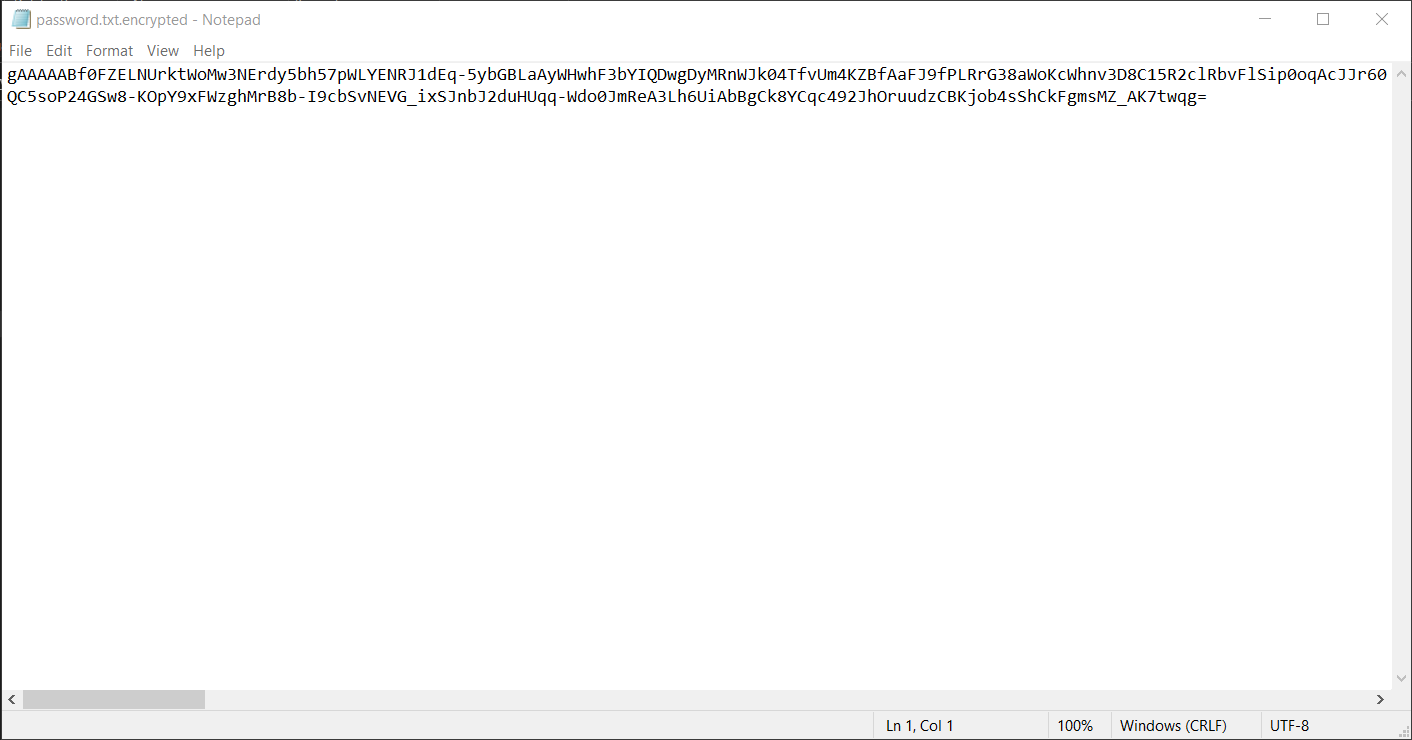 password.txt.encrypted - Notepad
File Edit Format View Help
gAAAAABf0FZELNUrktWoMw3NErdy5bh57pWLYENRJ1dEq-5ybGBLaAyWHwhF3bYIQDwgDyMRnWJk04TfvUm4KZBfAaFJ9fPLRrG38aWoKcWhnv3D8C15R2clRbvFlSip0oqAcJJr60
QC5soP24GSw8-KOpY9xFWzghMrB8b-I9cbSvNEVG_ixSJnbJ2duHUqq-Wdo0JmReA3Lh6UiAbBgCk8YCqc492JhOruudzCBKjob4sShCkFgmsMZ_AK7twqg=
Ln 1, Col 1 100% Windows (CRLF) UTF-8